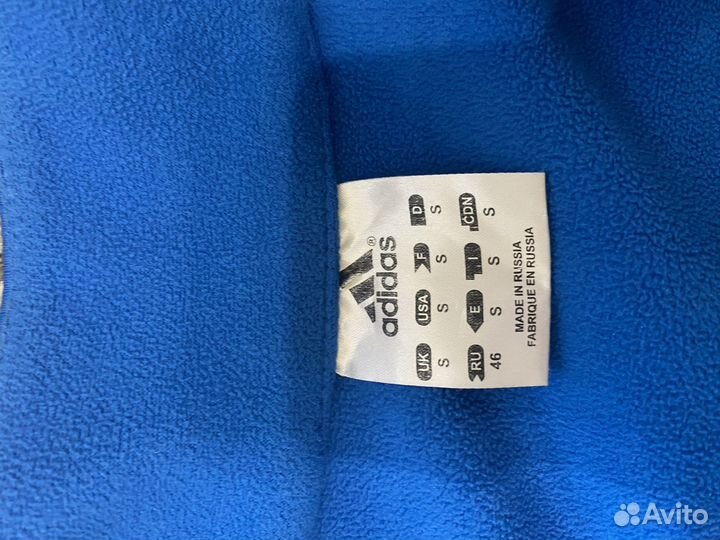 adidas®
UK USA F D
S S S S
RU E I CDN
46 S S S
MADE IN RUSSIA
FABRIQUE EN RUSSIA
Avito